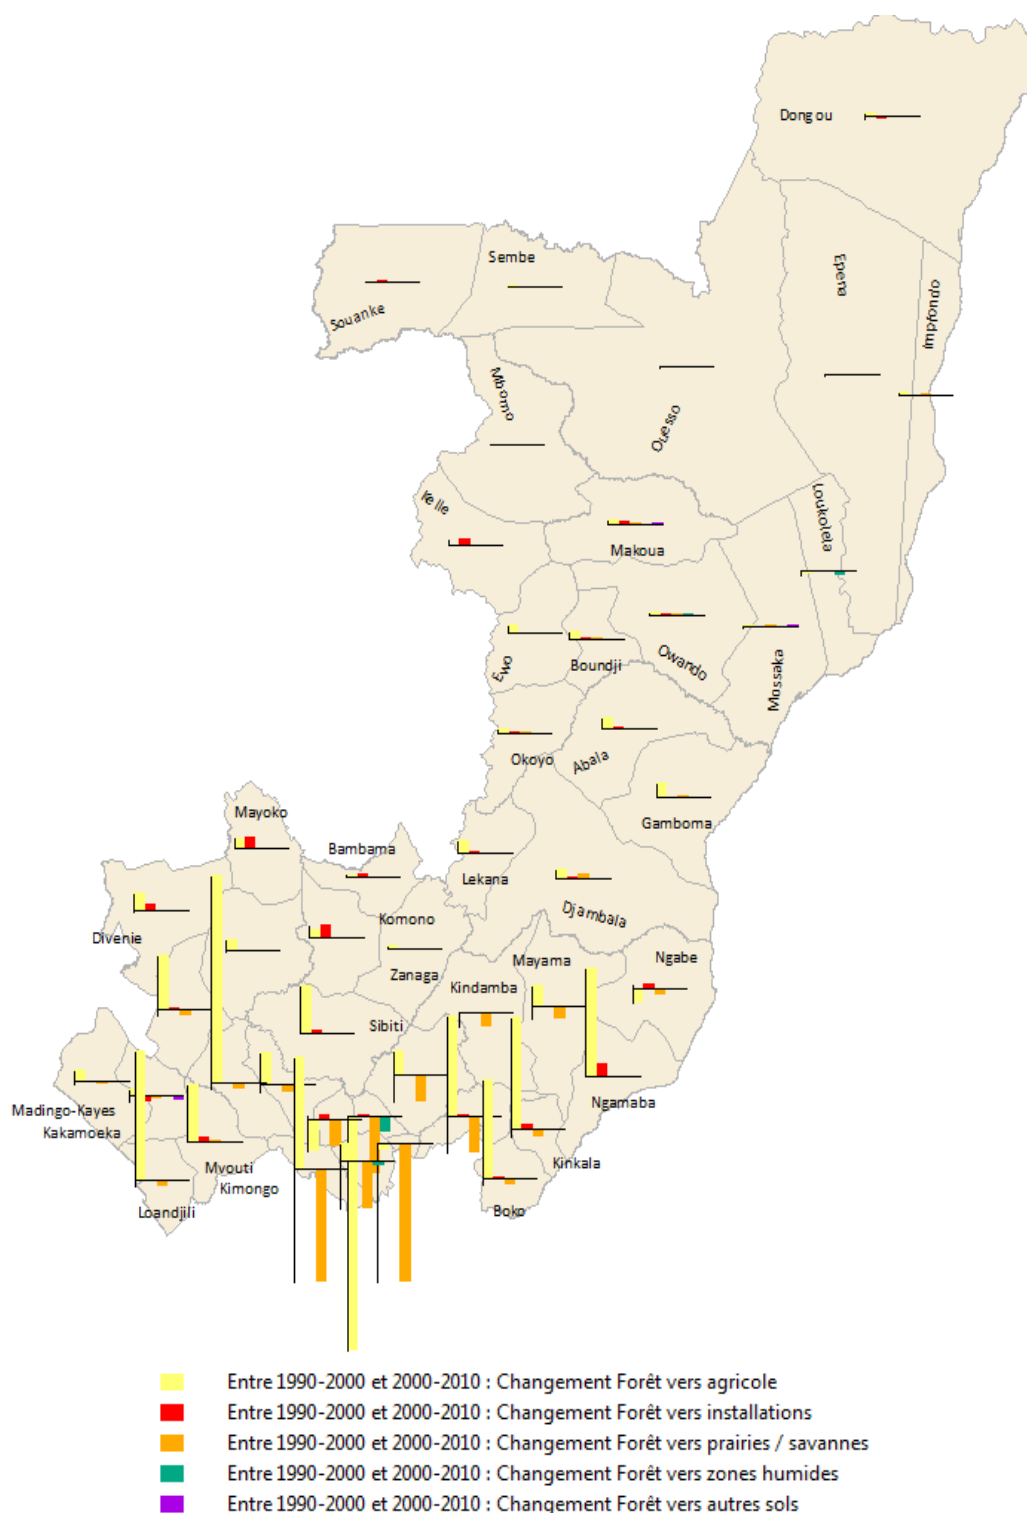 Dongou
Sembe
Epena
Impfondo
Souanke
Mbomo
Ouesso
Kelle
Loukolela
Makoua
Ewo
Boundji
Owando
Mossaka
Okoyo
Abala
Gamboma
Mayoko
Bambama
Lekana
Djambala
Komono
Divenie
Zanaga
Mayama
Ngabe
Kindamba
Sibiti
Madingo-Kayes
Ngamaba
Kakamoeka
Kinkala
Mvouti
Kimongo
Loandjili
Boko
Entre 1990-2000 et 2000-2010 : Changement Forêt vers agricole
Entre 1990-2000 et 2000-2010 : Changement Forêt vers installations
Entre 1990-2000 et 2000-2010 : Changement Forêt vers prairies / savannes
Entre 1990-2000 et 2000-2010 : Changement Forêt vers zones humides
Entre 1990-2000 et 2000-2010 : Changement Forêt vers autres sols